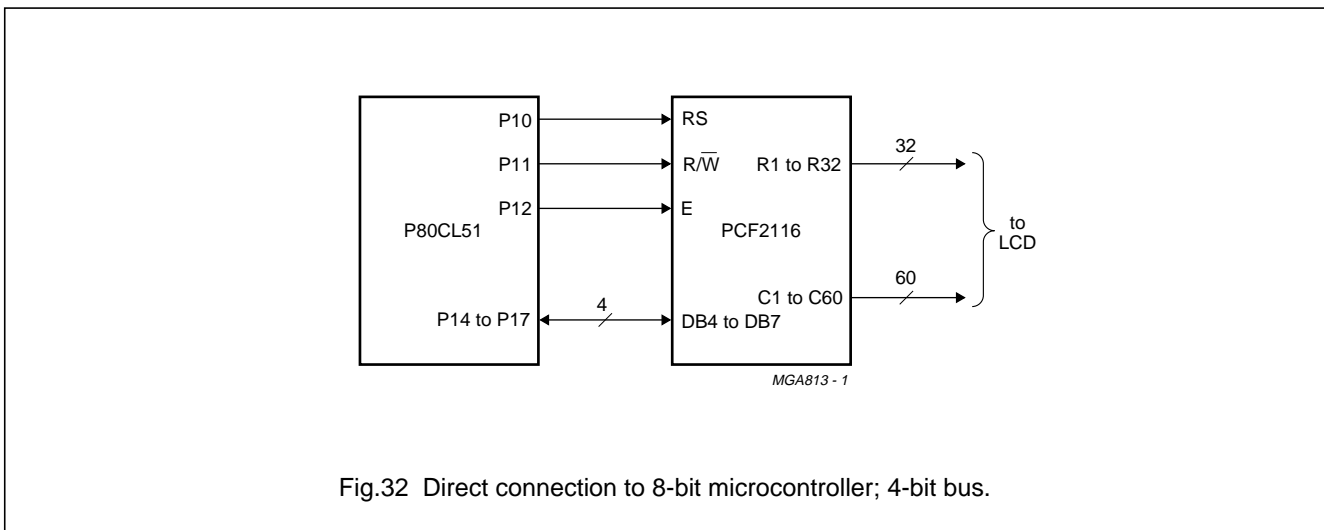 P10
RS
32
P11
R/W̅
R1 to R32
P12
E
P80CL51
PCF2116
to
LCD
4
60
C1 to C60
P14 to P17
DB4 to DB7
MGA813 - 1
Fig.32 Direct connection to 8-bit microcontroller; 4-bit bus.